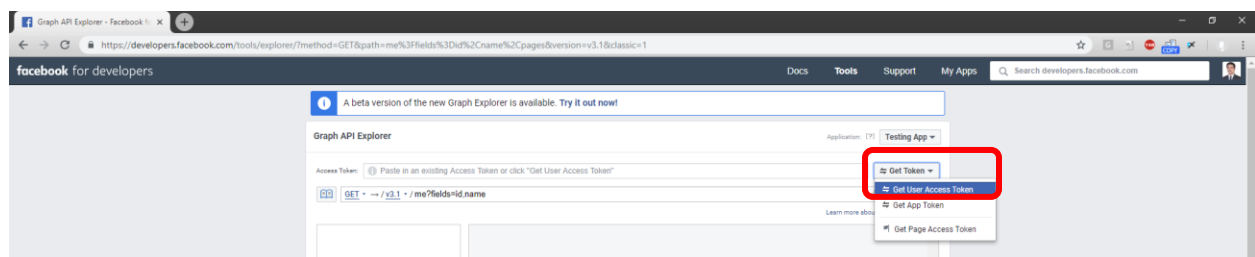 Graph API Explorer - Facebook f
https://developers.facebook.com/tools/explorer/?method=GET&path=me%3Ffields%3Did%2Cname%2Cpages&version=v3.1&classic=1
COPY
facebook for developers
Docs Tools Support My Apps Search developers.facebook.com
A beta version of the new Graph Explorer is available. Try it out now!
Graph API Explorer
Application: [?] Testing App
Access Token: Paste in an existing Access Token or click "Get User Access Token"
Get Token
GET → / v3.1 / me?fields=id,name
Get User Access Token
Get App Token
Learn more abou
Get Page Access Token